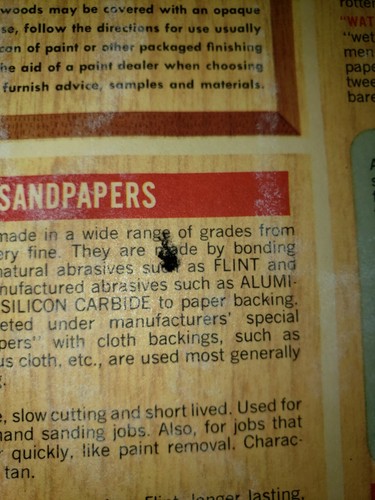 woods may be covered with an opaque
se, follow the directions for use usually
can of paint or other packaged finishing
he aid of a paint dealer when choosing
furnish advice, samples and materials.
SANDPAPERS
made in a wide range of grades from
ery fine. They are made by bonding
natural abrasives such as FLINT and
nufactured abrasives such as ALUMI-
SILICON CARBIDE to paper backing.
eted under manufacturers' special
pers" with cloth backings, such as
us cloth, etc., are used most generally
g.
e, slow cutting and short lived. Used for
hand sanding jobs. Also, for jobs that
r quickly, like paint removal. Charac-
tan.
Flint, longer lasting,
rotten
"WAT
"wet
men
pape
twee
bare